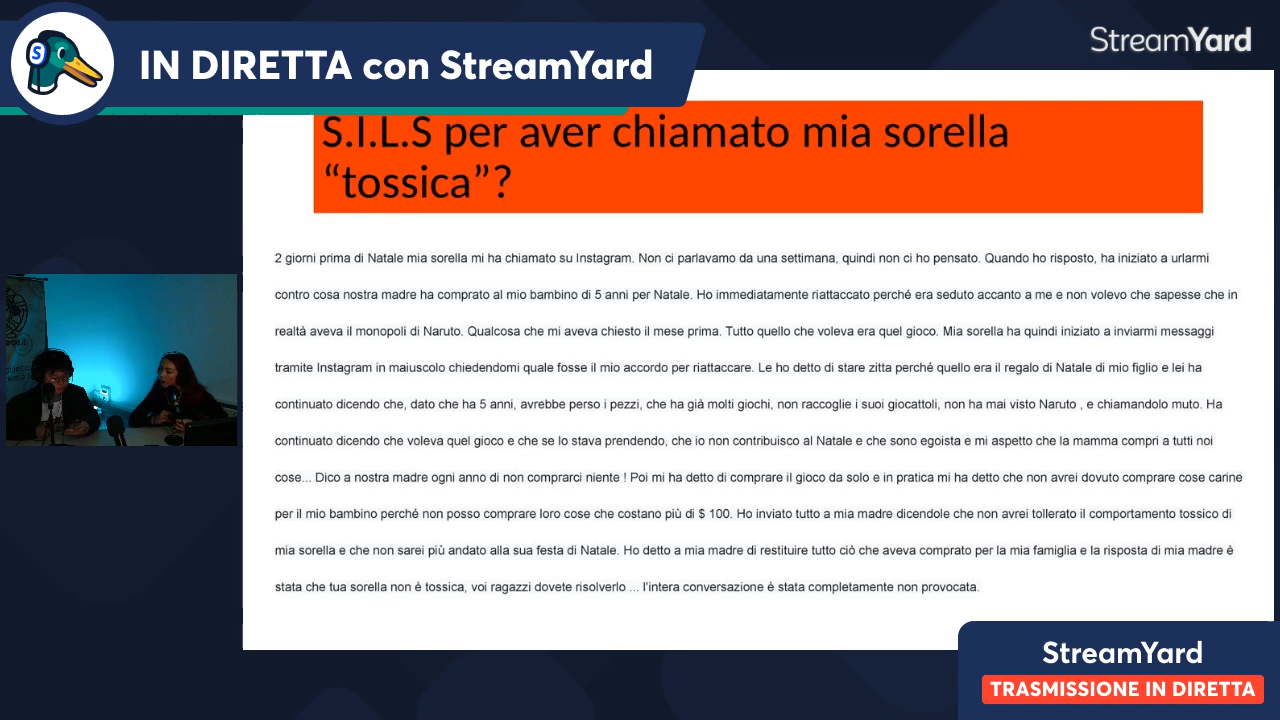 S
IN DIRETTA con StreamYard
StreamYard
S.I.L.S per aver chiamato mia sorella
“tossica”?
2 giorni prima di Natale mia sorella mi ha chiamato su Instagram. Non ci parlavamo da una settimana, quindi non ci ho pensato. Quando ho risposto, ha iniziato a urlarmi
contro cosa nostra madre ha comprato al mio bambino di 5 anni per Natale. Ho immediatamente riattaccato perché era seduto accanto a me e non volevo che sapesse che in
realtà aveva il monopoli di Naruto. Qualcosa che mi aveva chiesto il mese prima. Tutto quello che voleva era quel gioco. Mia sorella ha quindi iniziato a inviarmi messaggi
tramite Instagram in maiuscolo chiedendomi quale fosse il mio accordo per riattaccare. Le ho detto di stare zitta perché quello era il regalo di Natale di mio figlio e lei ha
continuato dicendo che, dato che ha 5 anni, avrebbe perso i pezzi, che ha già molti giochi, non raccoglie i suoi giocattoli, non ha mai visto Naruto , e chiamandolo muto. Ha
continuato dicendo che voleva quel gioco e che se lo stava prendendo, che io non contribuisco al Natale e che sono egoista e mi aspetto che la mamma compri a tutti noi
cose... Dico a nostra madre ogni anno di non comprarci niente ! Poi mi ha detto di comprare il gioco da solo e in pratica mi ha detto che non avrei dovuto comprare cose carine
per il mio bambino perché non posso comprare loro cose che costano più di $ 100. Ho inviato tutto a mia madre dicendole che non avrei tollerato il comportamento tossico di
mia sorella e che non sarei più andato alla sua festa di Natale. Ho detto a mia madre di restituire tutto ciò che aveva comprato per la mia famiglia e la risposta di mia madre è
stata che tua sorella non è tossica, voi ragazzi dovete risolverlo ... l’intera conversazione è stata completamente non provocata.
StreamYard
TRASMISSIONE IN DIRETTA